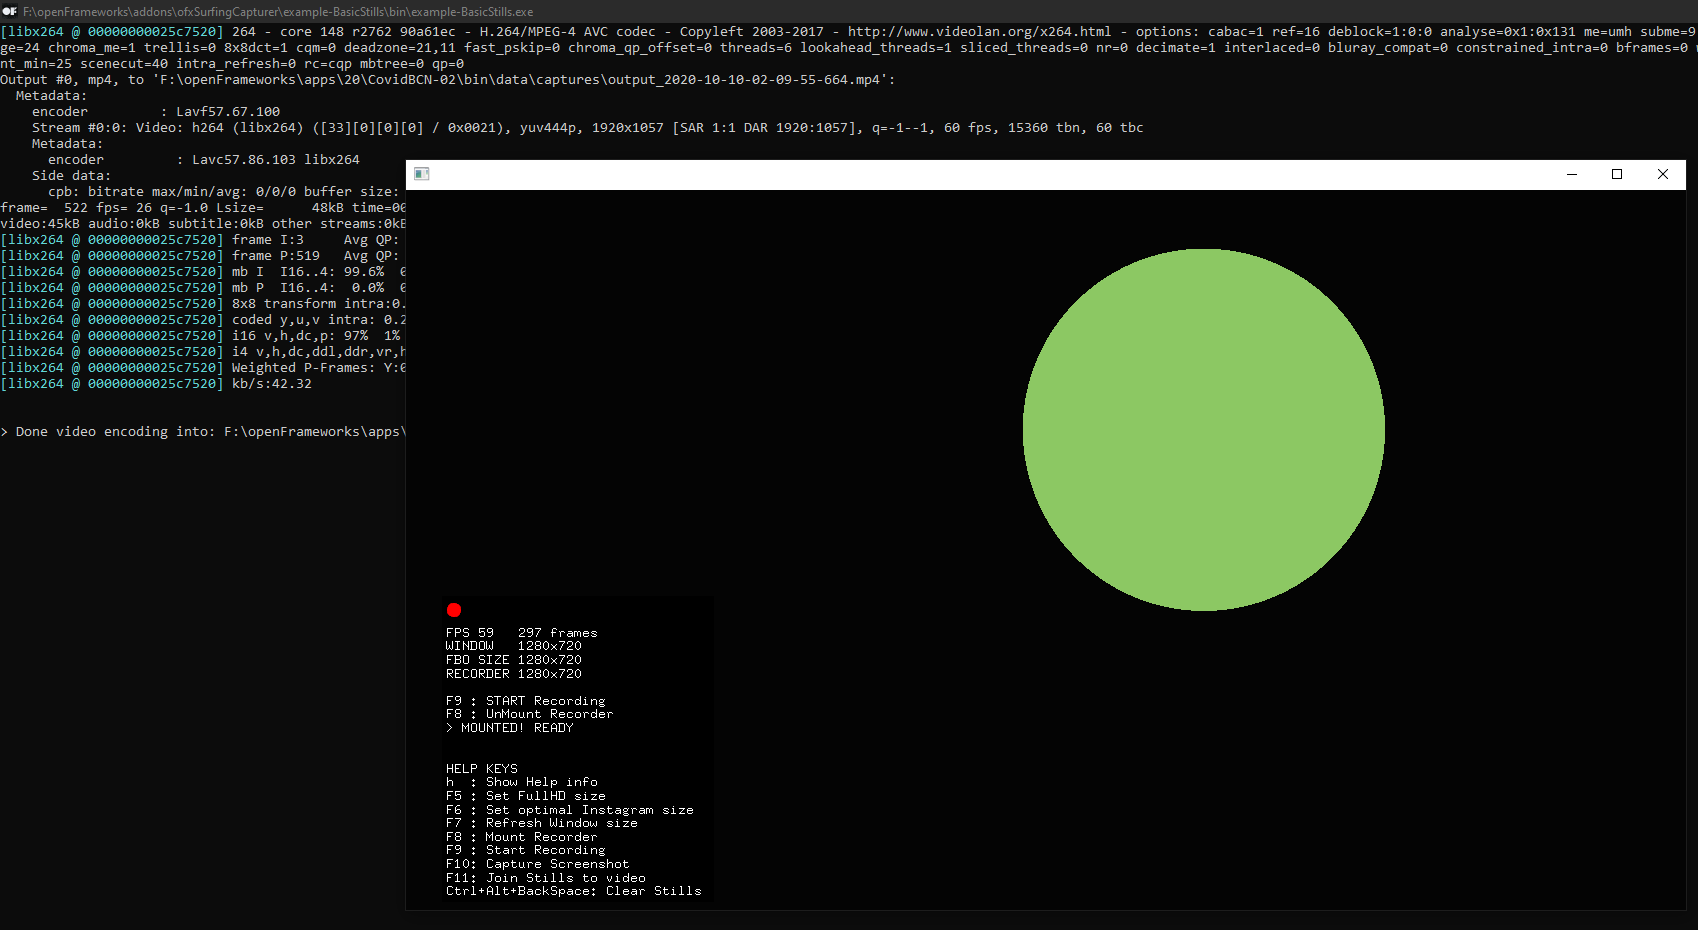 F:\openFrameworks\addons\ofxSurfingCapturer\example-BasicStills\bin\example-BasicStills.exe
[libx264 @ 00000000025c7520] 264 - core 148 r2762 90a61ec - H.264/MPEG-4 AVC codec - Copyleft 2003-2017 - http://www.videolan.org/x264.html - options: cabac=1 ref=16 deblock=1:0:0 analyse=0x1:0x131 me=umh subme=9
ge=24 chroma_me=1 trellis=0 8x8dct=1 cqm=0 deadzone=21,11 fast_pskip=0 chroma_qp_offset=0 threads=6 lookahead_threads=1 sliced_threads=0 nr=0 decimate=1 interlaced=0 bluray_compat=0 constrained_intra=0 bframes=0
nt_min=25 scenecut=40 intra_refresh=0 rc=cqp mbtree=0 qp=0
Output #0, mp4, to 'F:\openFrameworks\apps\20\CovidBCN-02\bin\data\captures\output_2020-10-10-02-09-55-664.mp4':
Metadata:
encoder : Lavf57.67.100
Stream #0:0: Video: h264 (libx264) ([33][0][0][0] / 0x0021), yuv444p, 1920x1057 [SAR 1:1 DAR 1920:1057], q=-1--1, 60 fps, 15360 tbn, 60 tbc
Metadata:
encoder : Lavc57.86.103 libx264
Side data:
cpb: bitrate max/min/avg: 0/0/0 buffer size:
frame= 522 fps= 26 q=-1.0 Lsize= 48kB time=00
video:45kB audio:0kB subtitle:0kB other streams:0kB
[libx264 @ 00000000025c7520] frame I:3 Avg QP:
[libx264 @ 00000000025c7520] frame P:519 Avg QP:
[libx264 @ 00000000025c7520] mb I I16..4: 99.6% 0
[libx264 @ 00000000025c7520] mb P I16..4: 0.0% 0
[libx264 @ 00000000025c7520] 8x8 transform intra:0.
[libx264 @ 00000000025c7520] coded y,u,v intra: 0.2
[libx264 @ 00000000025c7520] i16 v,h,dc,p: 97% 1%
[libx264 @ 00000000025c7520] i4 v,h,dc,ddl,ddr,vr,h
[libx264 @ 00000000025c7520] Weighted P-Frames: Y:0
[libx264 @ 00000000025c7520] kb/s:42.32
> Done video encoding into: F:\openFrameworks\apps\
FPS 59 297 frames
WINDOW 1280x720
FBO SIZE 1280x720
RECORDER 1280x720
F9 : START Recording
F8 : UnMount Recorder
> MOUNTED! READY
HELP KEYS
h : Show Help info
F5 : Set FullHD size
F6 : Set optimal Instagram size
F7 : Refresh Window size
F8 : Mount Recorder
F9 : Start Recording
F10: Capture Screenshot
F11: Join Stills to video
Ctrl+Alt+BackSpace: Clear Stills